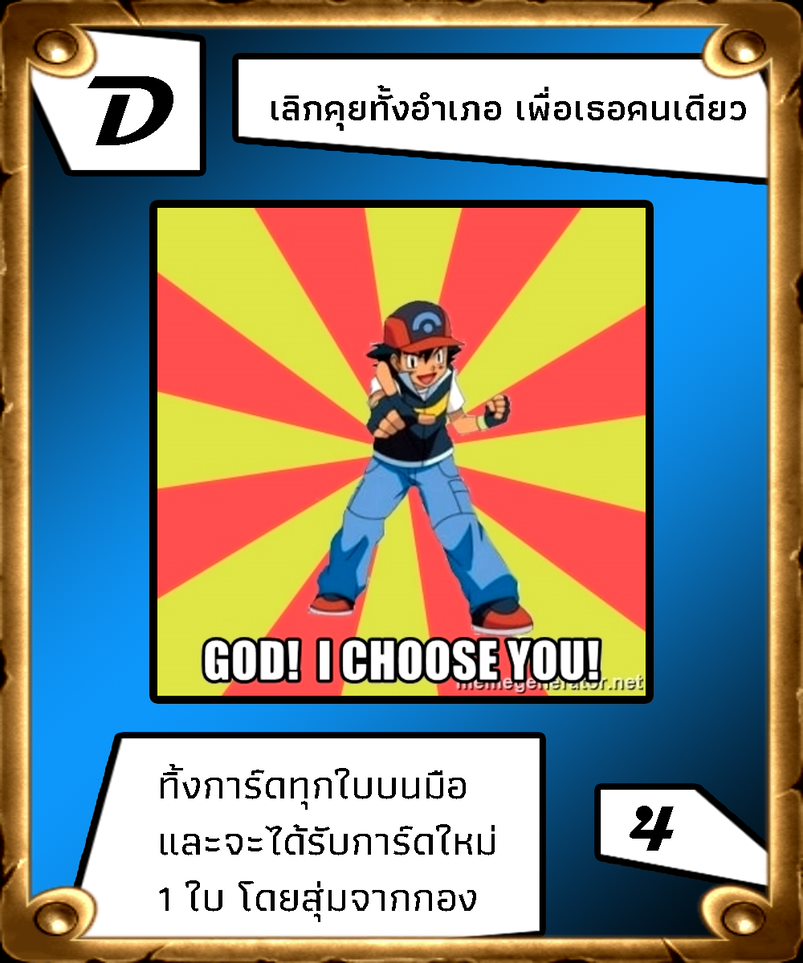 D
เลิกคุยทั้งอำเภอ เพื่อเธอคนเดียว
GOD! I CHOOSE YOU!
memegenerator.net
ทิ้งการ์ดทุกใบบนมือ
และจะได้รับการ์ดใหม่
1 ใบ โดยสุ่มจากกอง
4